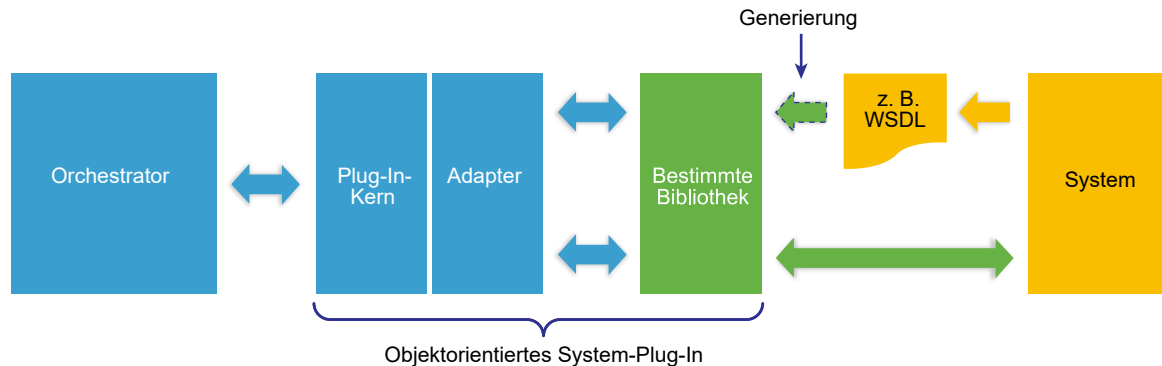 Generierung
Orchestrator
Plug-In-
Kern
Adapter
Bestimmte
Bibliothek
z. B.
WSDL
System
Objektorientiertes System-Plug-In